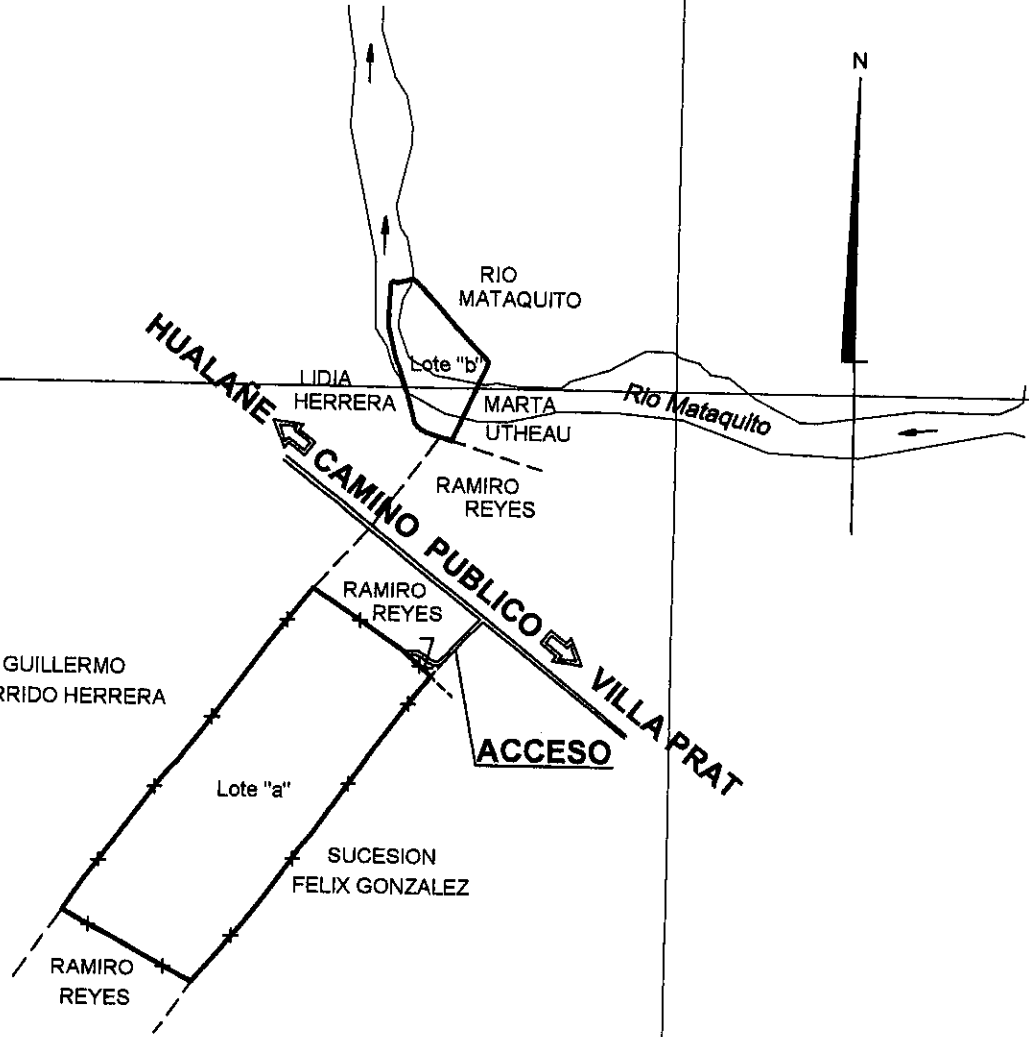 N
RIO
MATAQUITO
HUALAÑE
Lote "b"
LIDIA
HERRERA
MARTA
UTHEAU
Rio Mataquito
RAMIRO
REYES
CAMINO PUBLICO
RAMIRO
REYES
GUILLERMO
RRIDO HERRERA
VILLA PRAT
ACCESO
Lote "a"
SUCESION
FELIX GONZALEZ
RAMIRO
REYES